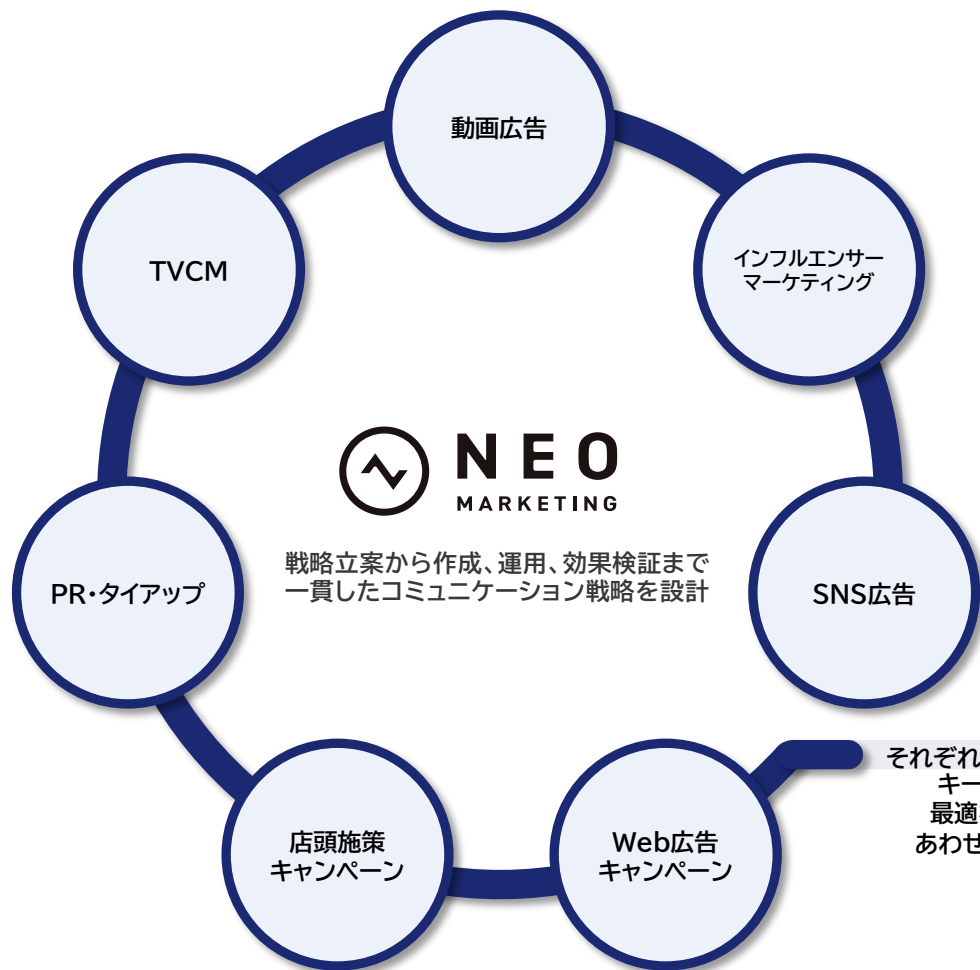 動画広告
TVCM
インフルエンサー
マーケティング
NEO
MARKETING
戦略立案から作成、運用、効果検証まで
一貫したコミュニケーション戦略を設計
PR・タイアップ
SNS広告
それぞれ
キー
最適
あわせ
店頭施策
キャンペーン
Web広告
キャンペーン